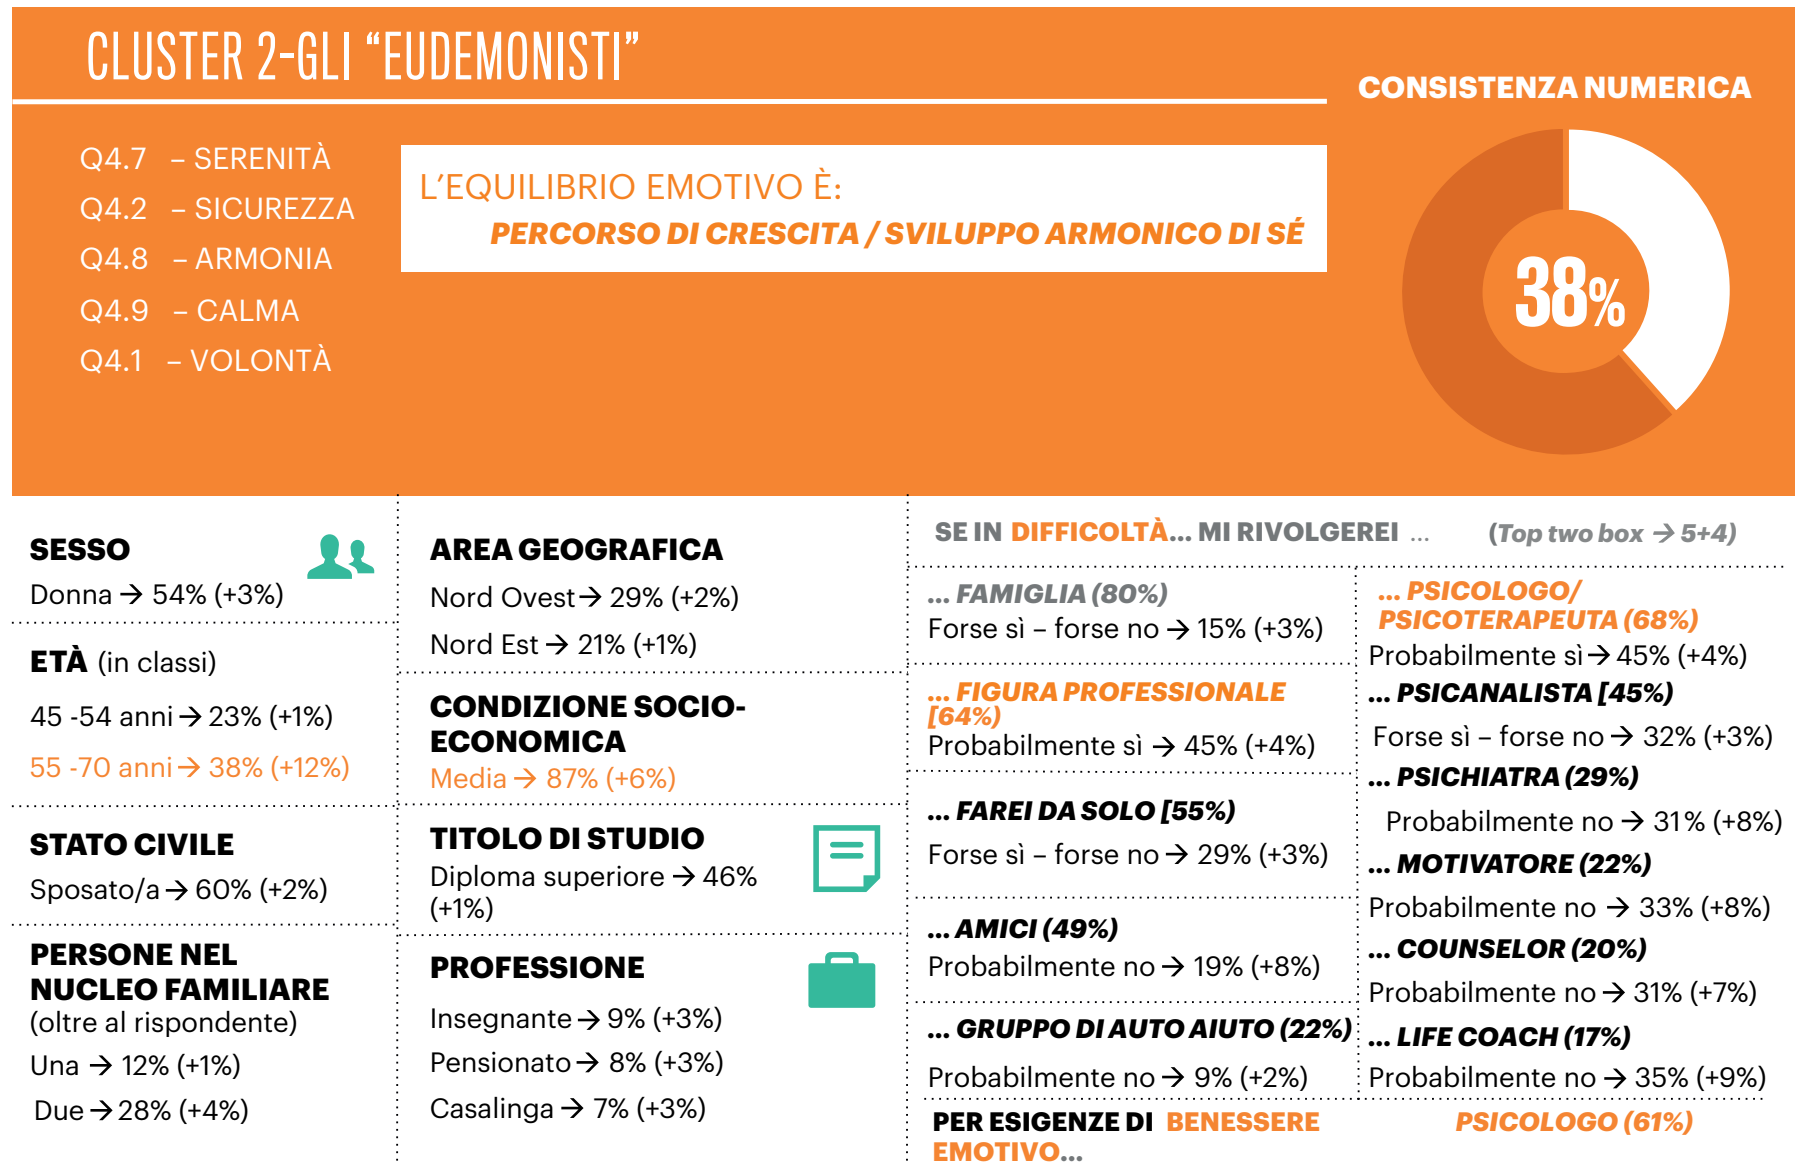 CLUSTER 2-GLI “EUDEMONISTI”
CONSISTENZA NUMERICA
Q4.7 – SERENITÀ
Q4.2 – SICUREZZA
Q4.8 – ARMONIA
Q4.9 – CALMA
Q4.1 – VOLONTÀ
L’EQUILIBRIO EMOTIVO È:
PERCORSO DI CRESCITA / SVILUPPO ARMONICO DI SÉ
38%
SESSO
Donna → 54% (+3%)
ETÀ (in classi)
45 -54 anni → 23% (+1%)
55 -70 anni → 38% (+12%)
STATO CIVILE
Sposato/a → 60% (+2%)
PERSONE NEL
NUCLEO FAMILIARE
(oltre al rispondente)
Una → 12% (+1%)
Due → 28% (+4%)
AREA GEOGRAFICA
Nord Ovest → 29% (+2%)
Nord Est → 21% (+1%)
CONDIZIONE SOCIO-
ECONOMICA
Media → 87% (+6%)
TITOLO DI STUDIO
Diploma superiore → 46%
(+1%)
PROFESSIONE
Insegnante → 9% (+3%)
Pensionato → 8% (+3%)
Casalinga → 7% (+3%)
SE IN DIFFICOLTÀ... MI RIVOLGEREI ... (Top two box → 5+4)
... FAMIGLIA (80%)
Forse sì – forse no → 15% (+3%)
... FIGURA PROFESSIONALE
[64%)
Probabilmente sì → 45% (+4%)
... FAREI DA SOLO [55%)
Forse sì – forse no → 29% (+3%)
... AMICI (49%)
Probabilmente no → 19% (+8%)
... GRUPPO DI AUTO AIUTO (22%)
Probabilmente no → 9% (+2%)
... PSICOLOGO/
PSICOTERAPEUTA (68%)
Probabilmente sì → 45% (+4%)
... PSICANALISTA [45%)
Forse sì – forse no → 32% (+3%)
... PSICHIATRA (29%)
Probabilmente no → 31% (+8%)
... MOTIVATORE (22%)
Probabilmente no → 33% (+8%)
... COUNSELOR (20%)
Probabilmente no → 31% (+7%)
... LIFE COACH (17%)
Probabilmente no → 35% (+9%)
PER ESIGENZE DI BENESSERE
EMOTIVO...
PSICOLOGO (61%)